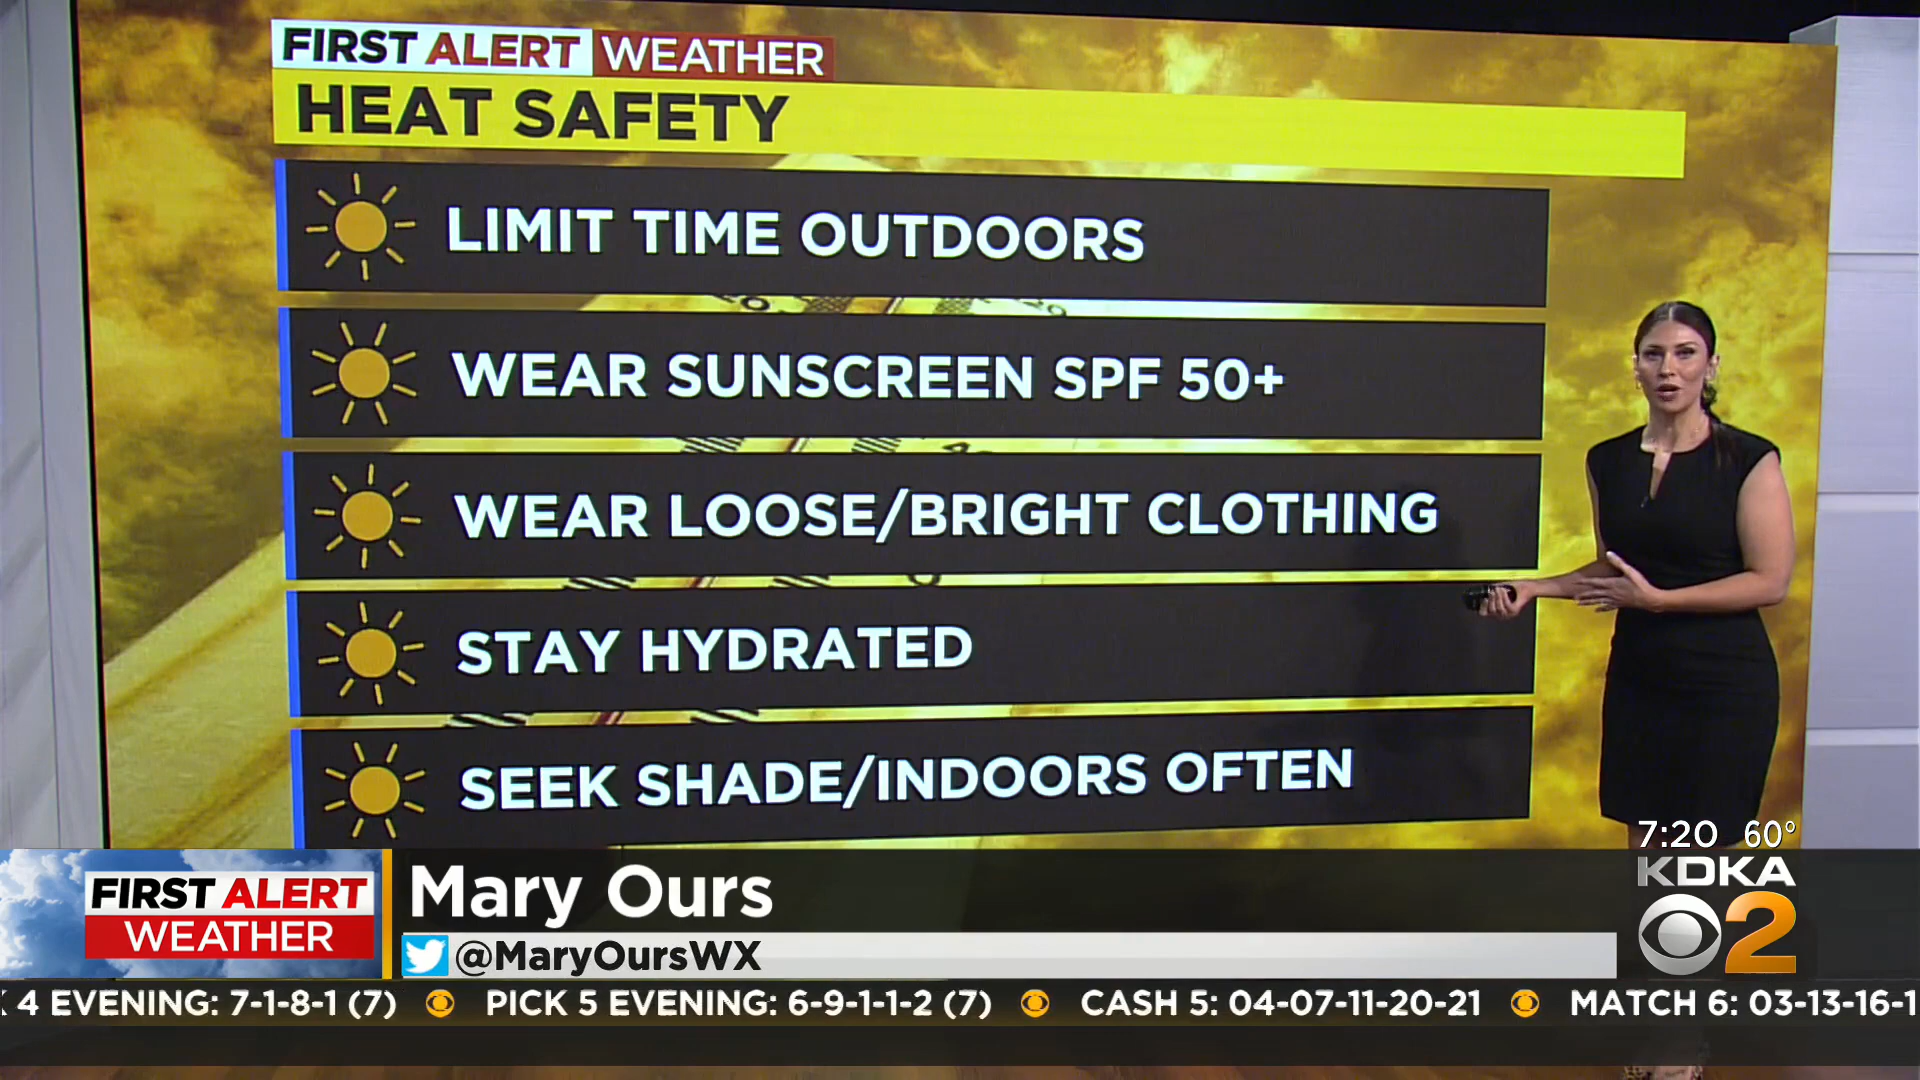 FIRST ALERT WEATHER
HEAT SAFETY
LIMIT TIME OUTDOORS
WEAR SUNSCREEN SPF 50+
WEAR LOOSE/BRIGHT CLOTHING
STAY HYDRATED
SEEK SHADE/INDOORS OFTEN
7:20 60°
KDKA
2
FIRST ALERT
WEATHER
Mary Ours
@MaryOursWX
4 EVENING: 7-1-8-1 (7) PICK 5 EVENING: 6-9-1-1-2 (7) CASH 5: 04-07-11-20-21 MATCH 6: 03-13-16-1